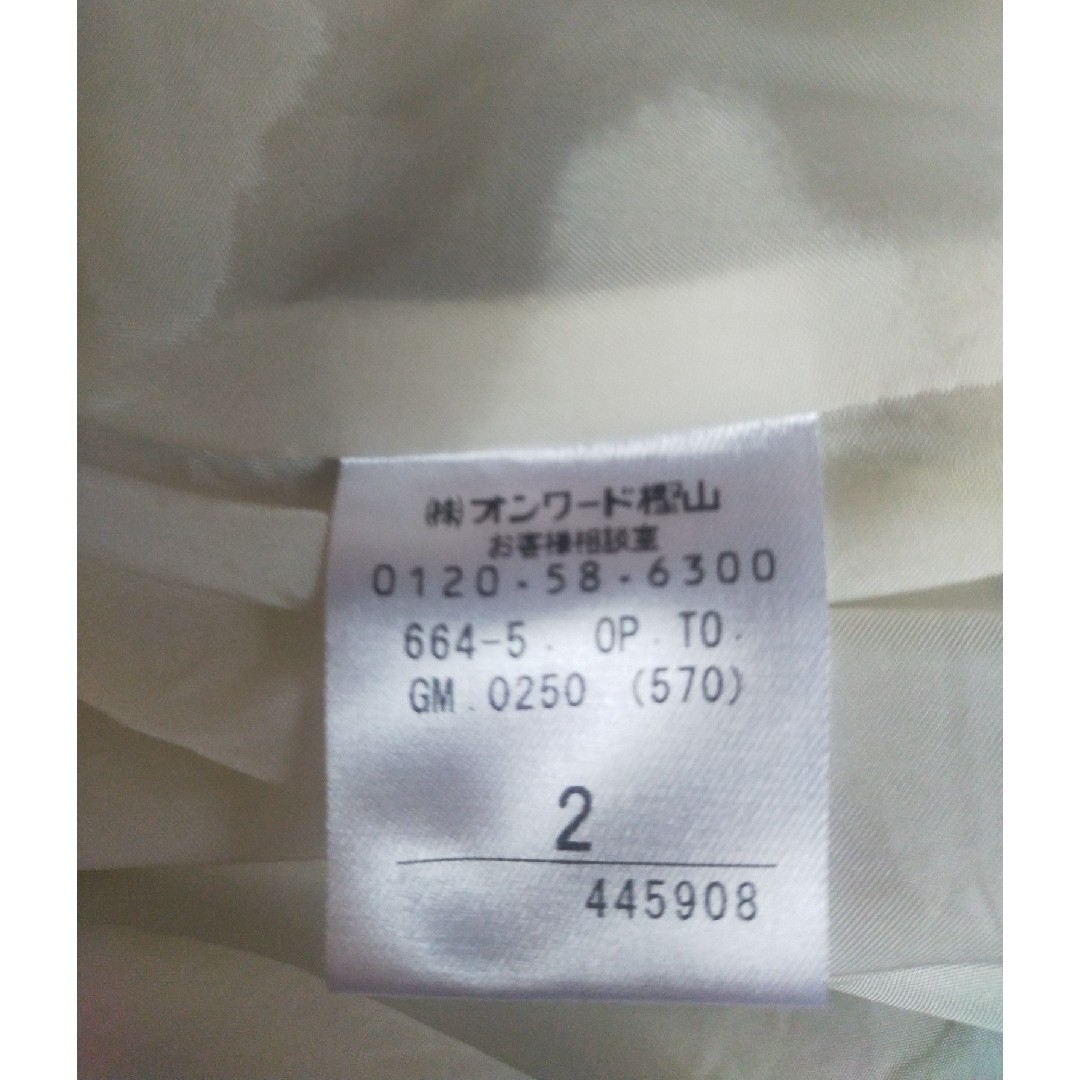 ㈱オンワード樫山
お客様相談室
0120・58・6300
664-5. OP.TO.
GM.0250 (570)
2
445908